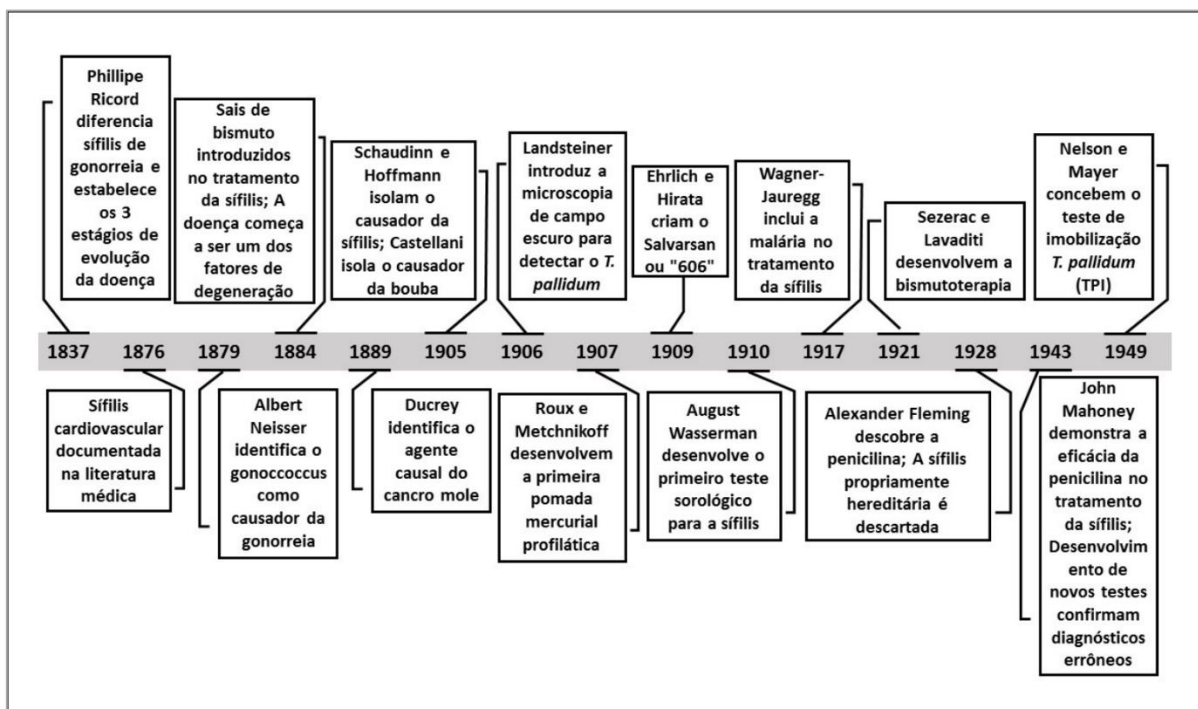 Phillipe
Ricord
diferencia
sífilis de
gonorreia e
estabelece
os 3
estágios de
evolução
da doença
Sais de
bismuto
introduzidos
no tratamento
da sífilis; A
doença começa
a ser um dos
fatores de
degeneração
Schaudinn e
Hoffmann
isolam o
causador da
sífilis; Castellani
isola o causador
da bouba
Landsteiner
introduz a
microscopia
de campo
escuro para
detectar o T.
pallidum
Ehrlich e
Hirata
criam o
Salvarsan
ou "606"
Wagner-
Jauregg
inclui a
malária no
tratamento
da sífilis
Sezerac e
Lavaditi
desenvolvem a
bismutoterapia
Nelson e
Mayer
concebem o
teste de
imobilização
T. pallidum
(TPI)
1837 1876 1879 1884 1889 1905 1906 1907 1909 1910 1917 1921 1928 1943 1949
Sífilis
cardiovascular
documentada
na literatura
médica
Albert
Neisser
identifica o
gonoccoccus
como
causador da
gonorreia
Ducrey
identifica o
agente
causal do
cancro mole
Roux e
Metchnikoff
desenvolvem
a primeira
pomada
mercurial
profilática
August
Wasserman
desenvolve o
primeiro teste
sorológico
para a sífilis
Alexander Fleming
descobre a
penicilina; A sífilis
propriamente
hereditária é
descartada
John
Mahoney
demonstra a
eficácia da
penicilina no
tratamento
da sífilis;
Desenvolvim
ento de
novos testes
confirmam
diagnósticos
errôneos